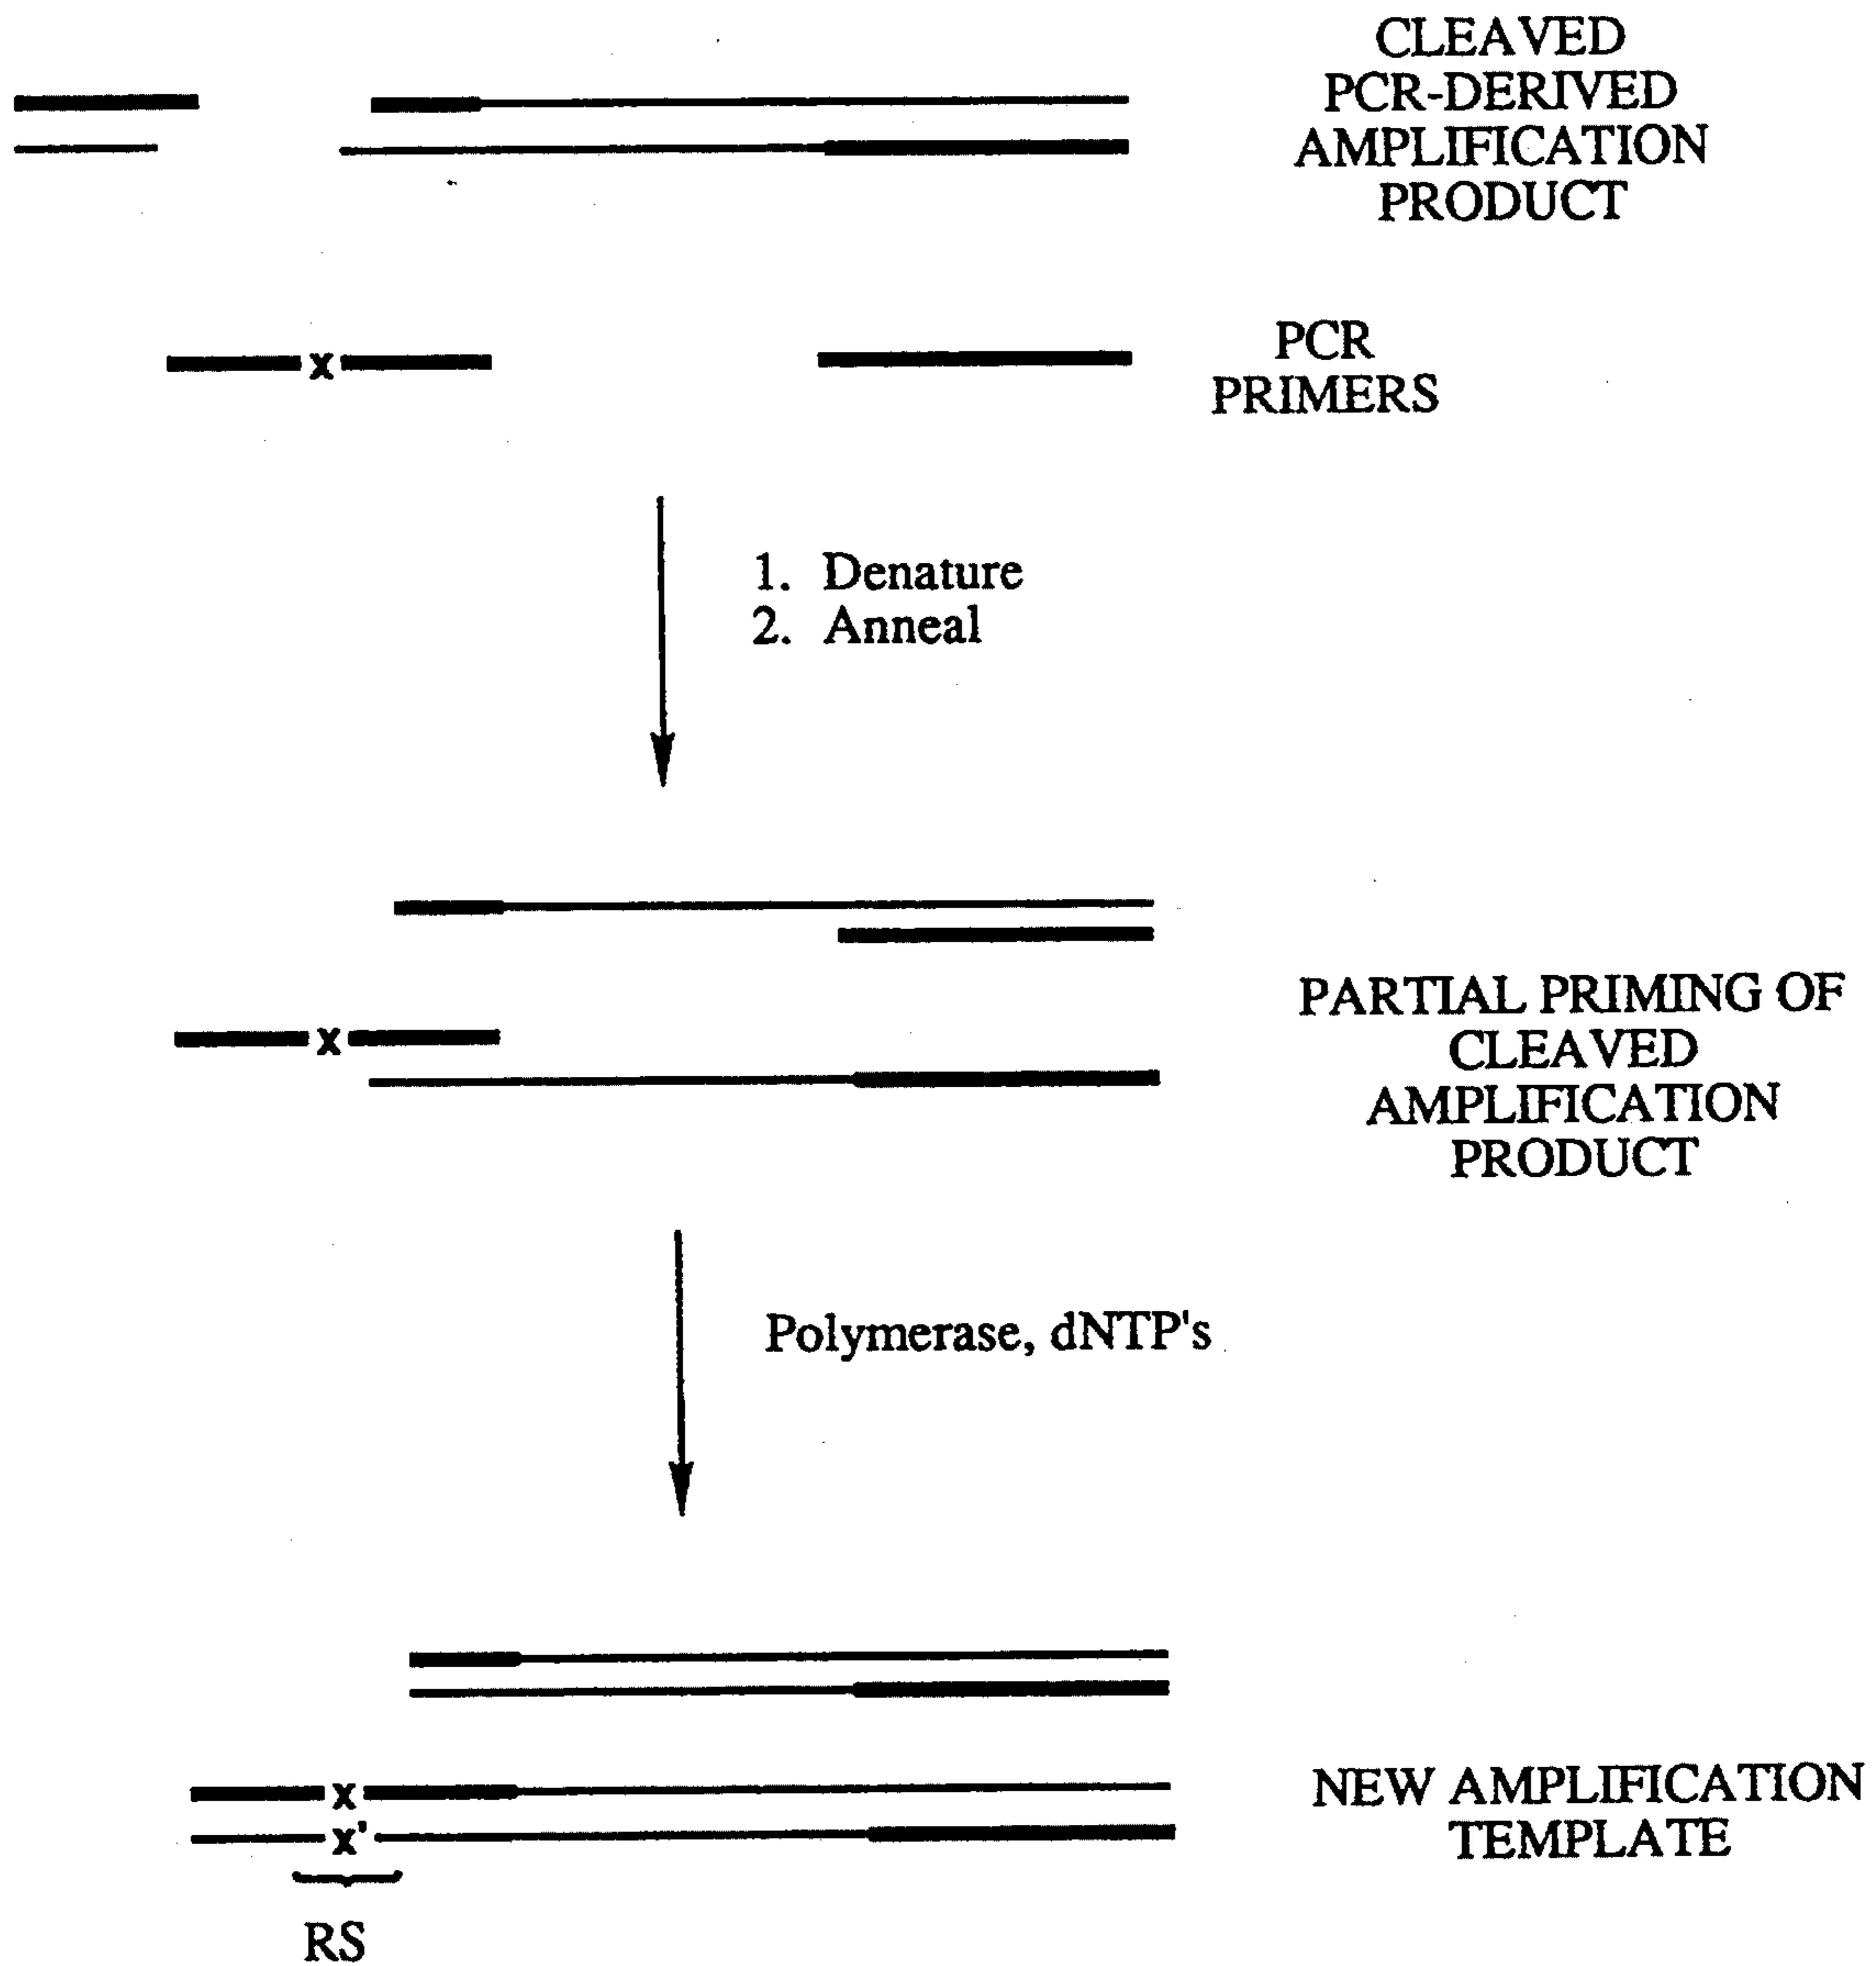 CLEAVED
PCR-DERIVED
AMPLIFICATION
PRODUCT
X
PCR
PRIMERS
1. Denature
2. Anneal
X
PARTIAL PRIMING OF
CLEAVED
AMPLIFICATION
PRODUCT
Polymerase, dNTP's
X
X'
NEW AMPLIFICATION
TEMPLATE
RS